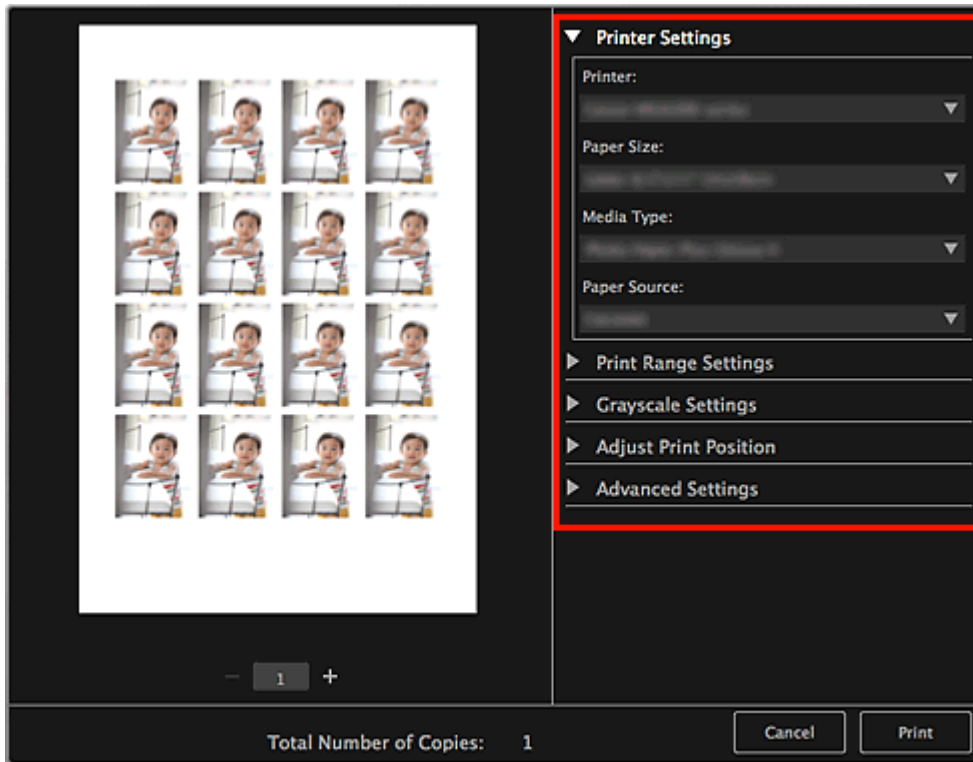 Printer Settings
Printer:
Paper Size:
Media Type:
Paper Source:
Print Range Settings
Grayscale Settings
Adjust Print Position
Advanced Settings
1
Total Number of Copies: 1
Cancel
Print